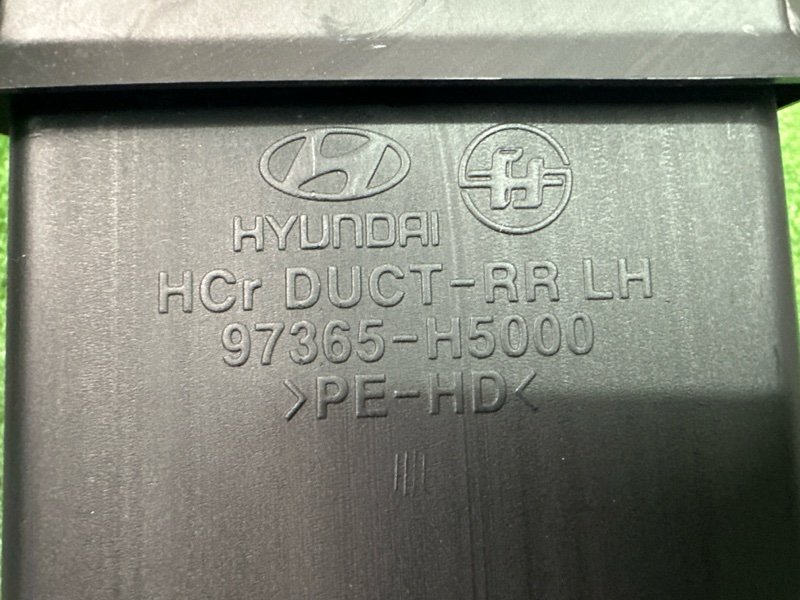 HYUNDAI
HCr DUCT-RR LH
97365-H5000
>PE-HD<